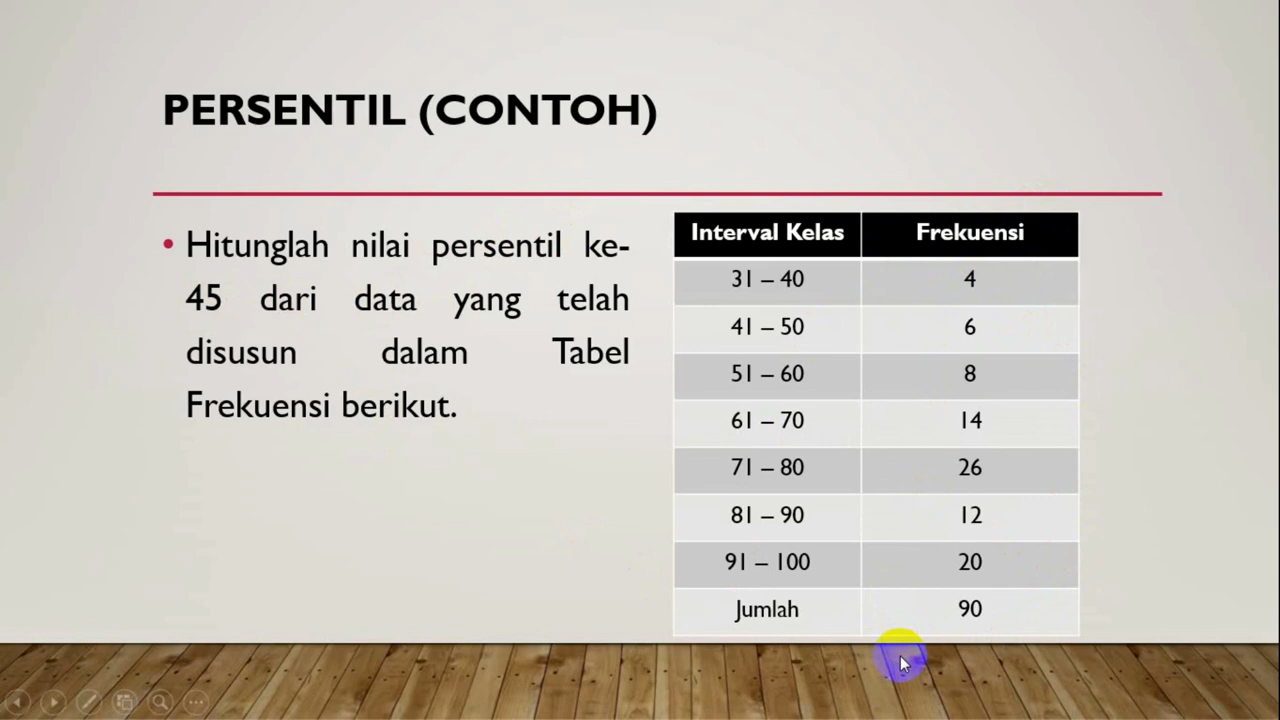 PERSENTIL (CONTOH)
• Hitunglah nilai persentil ke-
45 dari data yang telah
disusun dalam Tabel
Frekuensi berikut.
Interval Kelas Frekuensi
31 – 40 4
41 – 50 6
51 – 60 8
61 – 70 14
71 – 80 26
81 – 90 12
91 – 100 20
Jumlah 90